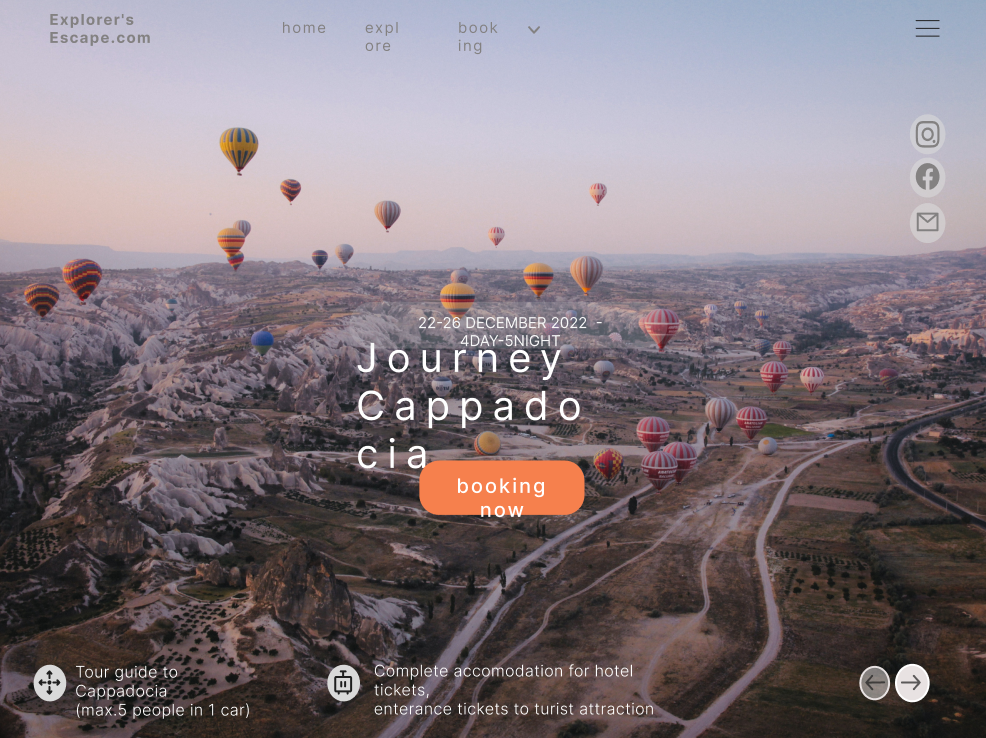 Explorer's
Escape.com
home
expl
ore
book
ing
22-26 DECEMBER 2022 -
4DAY-5NIGHT
Journey
Cappado
cia
booking
now
Tour guide to
Cappadocia
(max.5 people in 1 car)
Complete accomodation for hotel
tickets,
enterance tickets to turist attraction